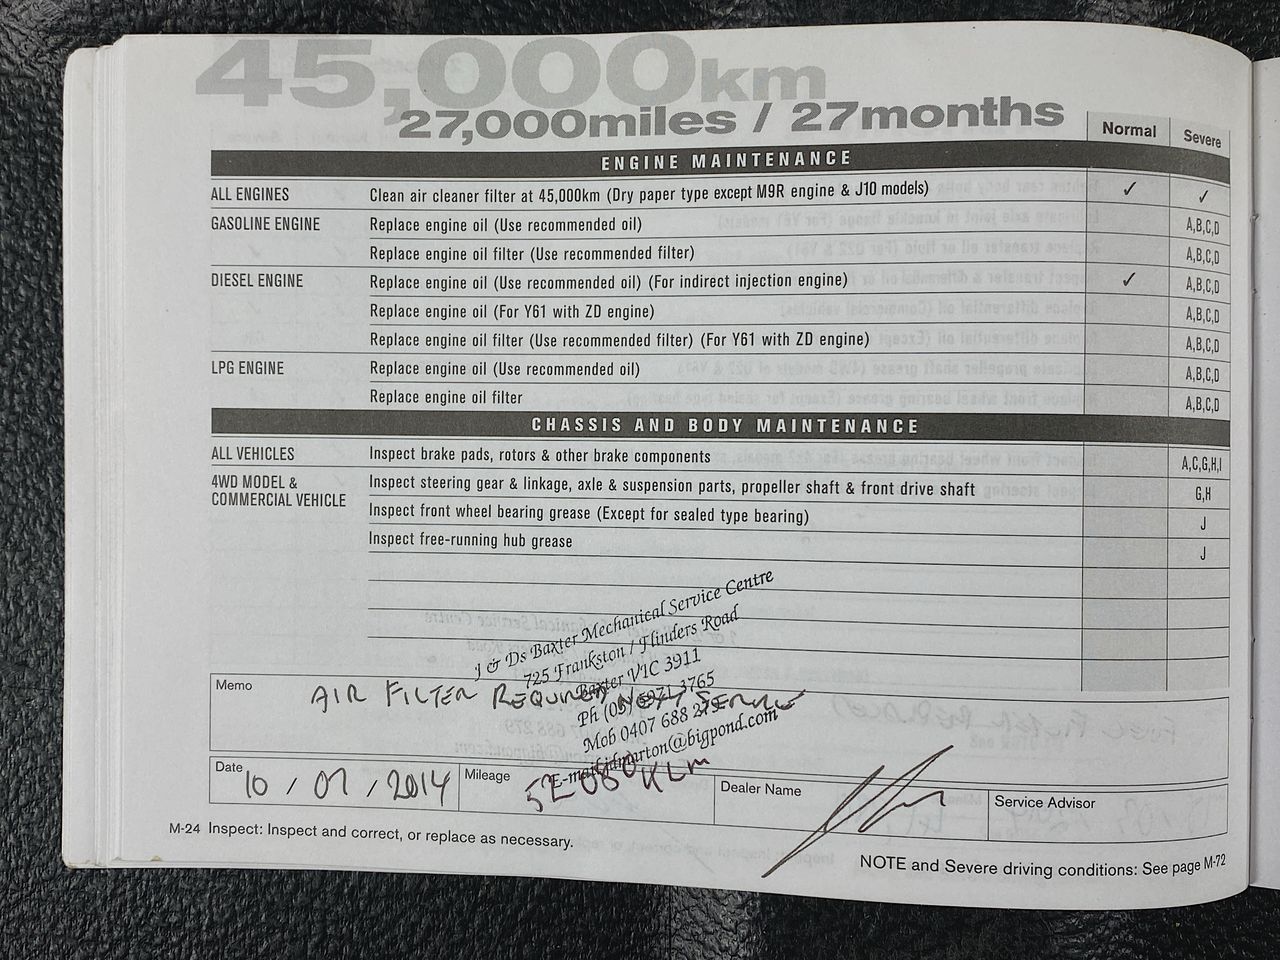 45,000km
27,000miles / 27months
Normal Severe
ENGINE MAINTENANCE
ALL ENGINES Clean air cleaner filter at 45,000km (Dry paper type except M9R engine & J10 models) ✓ ✓
GASOLINE ENGINE Replace engine oil (Use recommended oil) A,B,C,D
Replace engine oil filter (Use recommended filter) A,B,C,D
DIESEL ENGINE Replace engine oil (Use recommended oil) (For indirect injection engine) ✓ A,B,C,D
Replace engine oil (For Y61 with ZD engine) A,B,C,D
Replace engine oil filter (Use recommended filter) (For Y61 with ZD engine) A,B,C,D
LPG ENGINE Replace engine oil (Use recommended oil) A,B,C,D
Replace engine oil filter A,B,C,D
CHASSIS AND BODY MAINTENANCE
ALL VEHICLES Inspect brake pads, rotors & other brake components A,C,G,H,I
4WD MODEL & Inspect steering gear & linkage, axle & suspension parts, propeller shaft & front drive shaft G,H
COMMERCIAL VEHICLE Inspect front wheel bearing grease (Except for sealed type bearing) J
Inspect free-running hub grease J
J & Ds Baxter Mechanical Service Centre
725 Frankston / Flinders Road
Baxter VIC 3911
Ph (03) 5971 3765
Mob 0407 688 279
E-mail jdmarton@bigpond.com
Memo AIR FILTER REQUIRED NEXT SERVICE
Date 10 / 07 / 2014 Mileage KLM Dealer Name Service Advisor
M-24 Inspect: Inspect and correct, or replace as necessary.
NOTE and Severe driving conditions: See page M-72